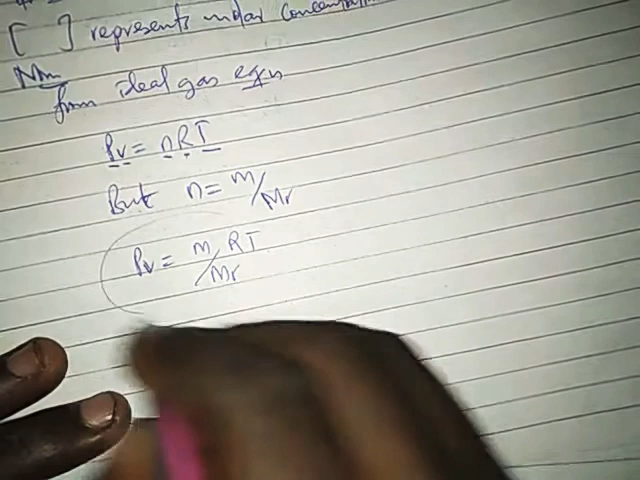 [ ] represents molar
Nm
from ideal gas eqn
Pv = nRT
But n = m/Mr
Pv = m/Mr RT